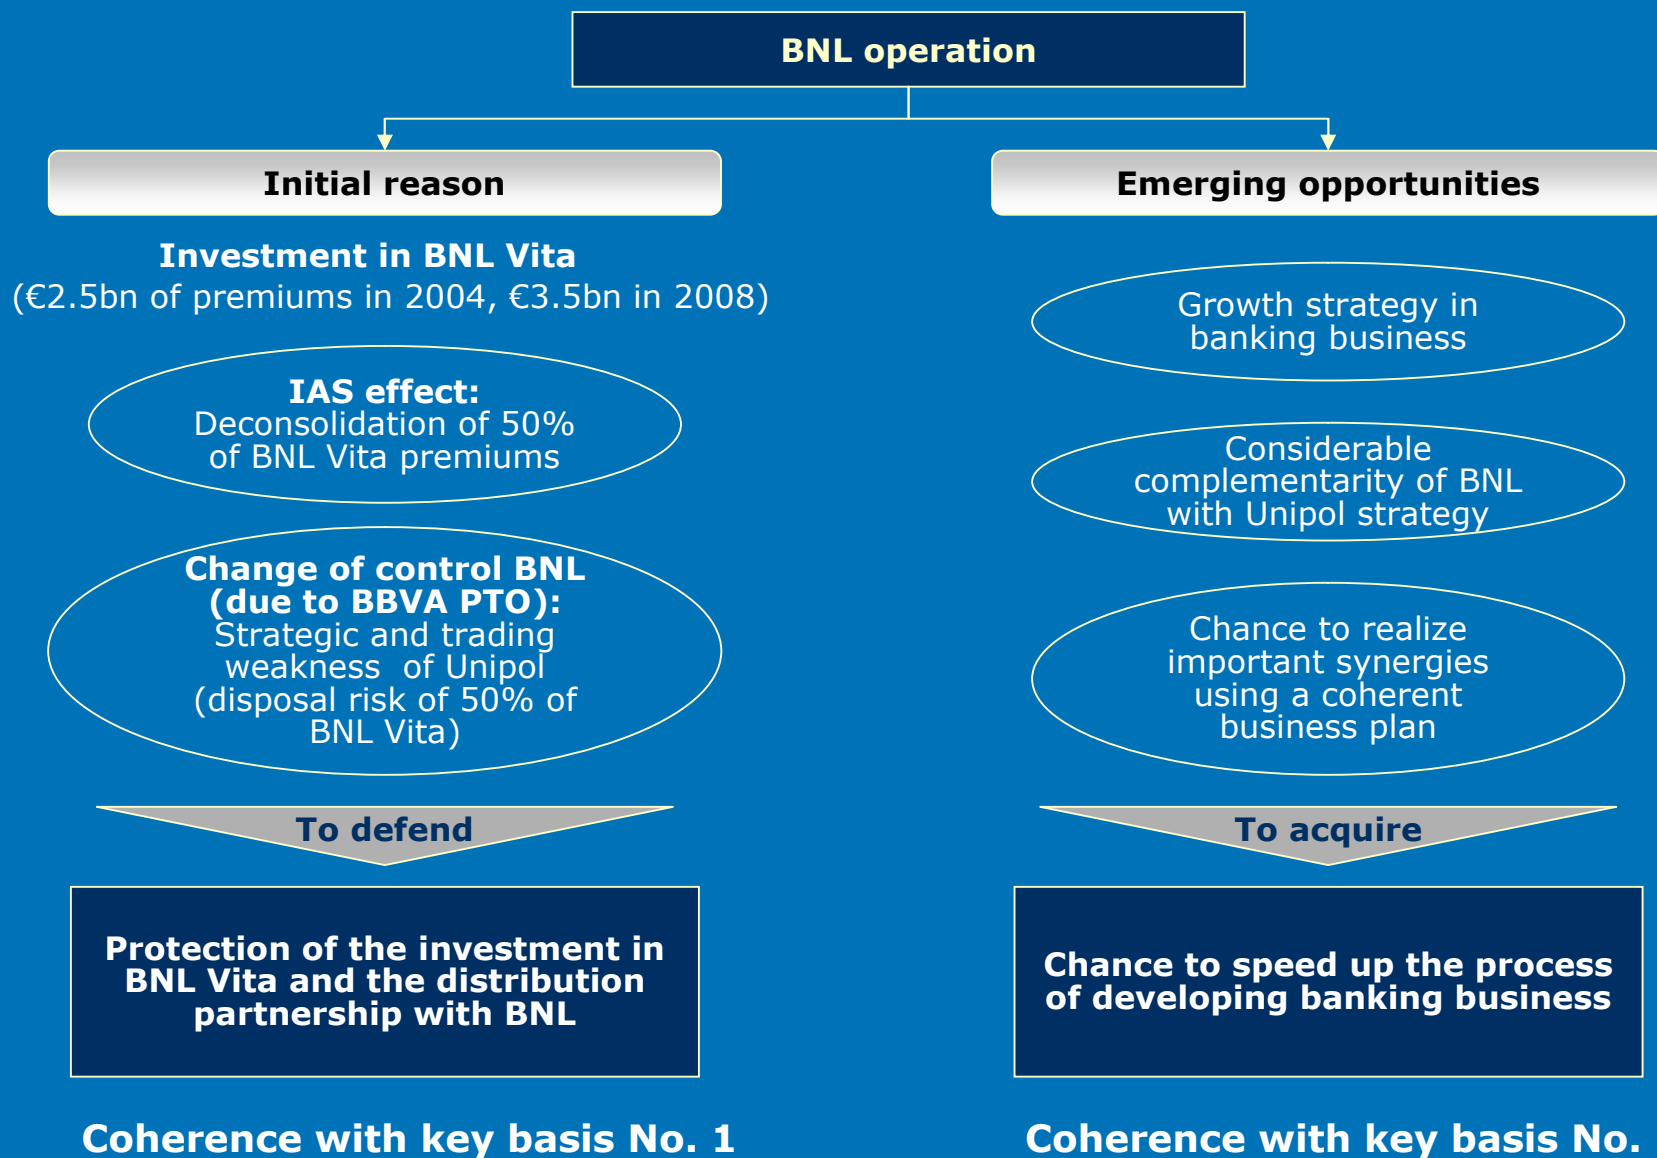 BNL operation
Initial reason
Investment in BNL Vita
(€2.5bn of premiums in 2004, €3.5bn in 2008)
IAS effect:
Deconsolidation of 50%
of BNL Vita premiums
Change of control BNL
(due to BBVA PTO):
Strategic and trading
weakness of Unipol
(disposal risk of 50% of
BNL Vita)
To defend
Protection of the investment in
BNL Vita and the distribution
partnership with BNL
Coherence with key basis No. 1
Emerging opportunities
Growth strategy in
banking business
Considerable
complementarity of BNL
with Unipol strategy
Chance to realize
important synergies
using a coherent
business plan
To acquire
Chance to speed up the process
of developing banking business
Coherence with key basis No.